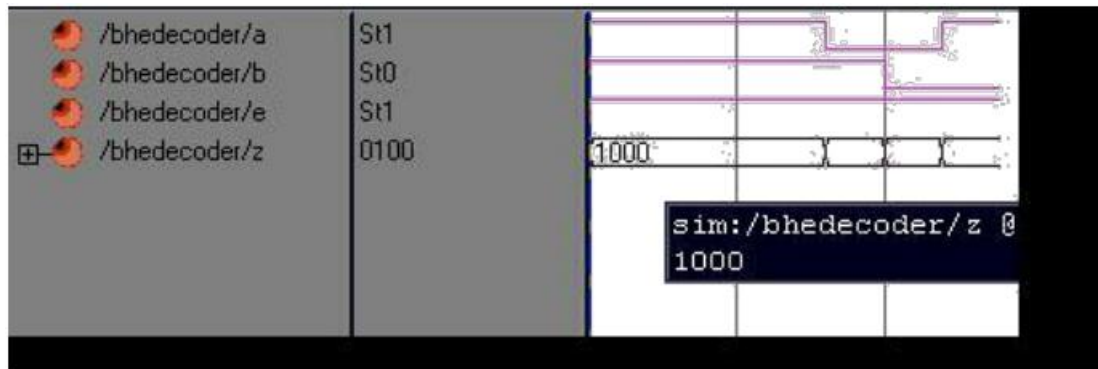 /bhedecoder/a St1
/bhedecoder/b St0
/bhedecoder/e St1
/bhedecoder/z 0100 1000
sim:/bhedecoder/z @
1000